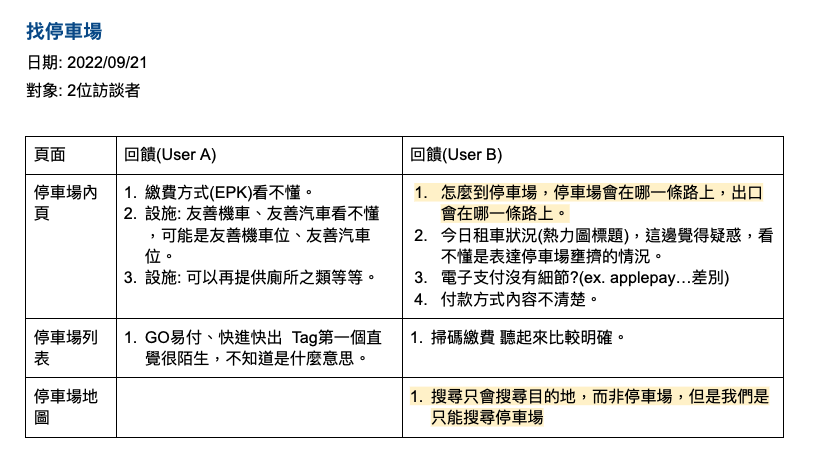 找停車場
日期: 2022/09/21
對象: 2位訪談者
頁面
回饋(User A)
回饋(User B)
停車場內
頁
1. 繳費方式(EPK)看不懂。
2. 設施: 友善機車、友善汽車看不懂
，可能是友善機車位、友善汽車
位。
3. 設施: 可以再提供廁所之類等等。
1. 怎麼到停車場，停車場會在哪一條路上，出口
會在哪一條路上。
2. 今日租車狀況(熱力圖標題)，這邊覺得疑惑，看
不懂是表達停車場壅擠的情況。
3. 電子支付沒有細節?(ex. applepay…差別)
4. 付款方式內容不清楚。
停車場列
表
1. GO易付、快進快出 Tag第一個直
覺很陌生，不知道是什麼意思。
1. 掃碼繳費 聽起來比較明確。
停車場地
圖
1. 搜尋只會搜尋目的地，而非停車場，但是我們是
只能搜尋停車場